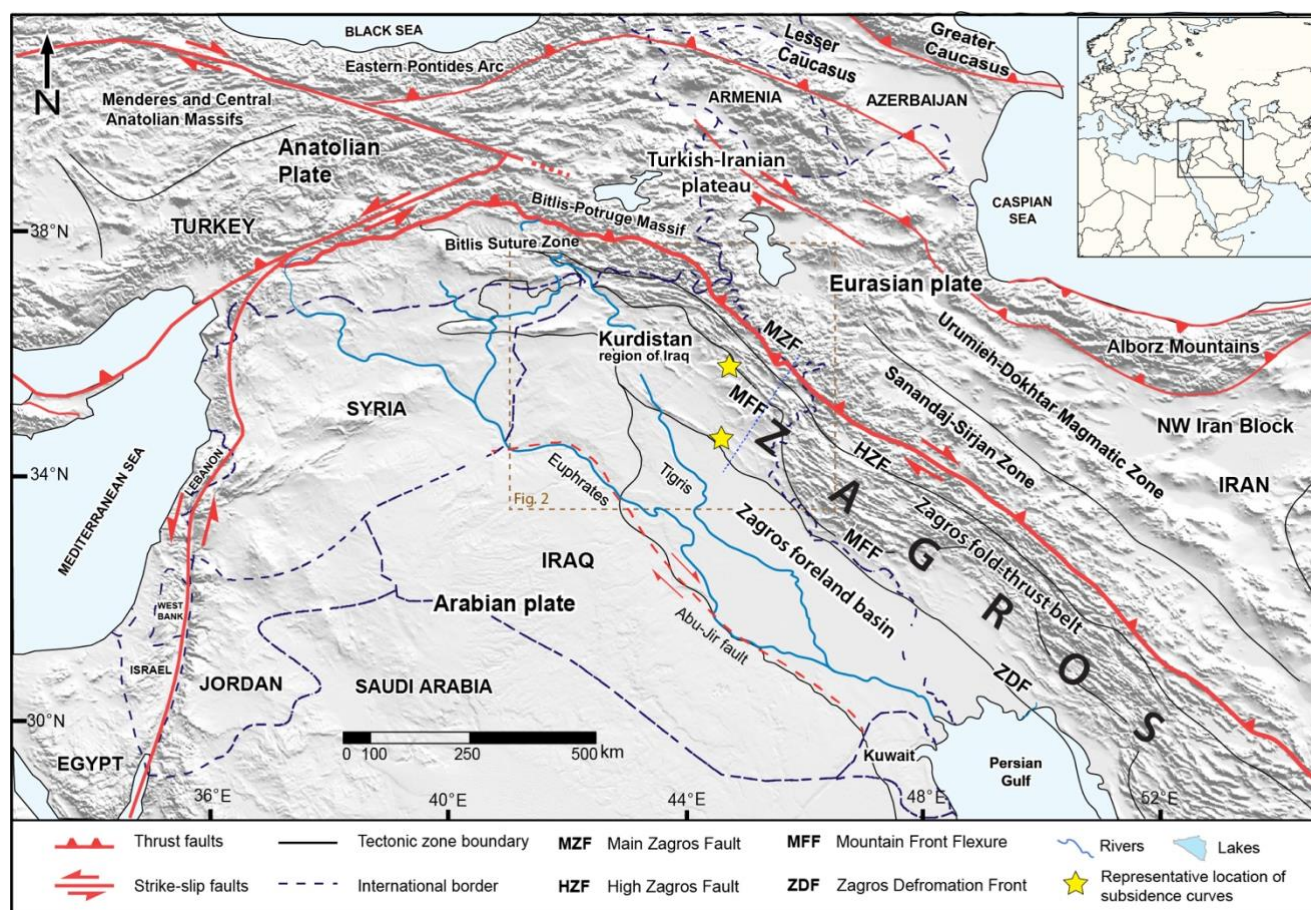 BLACK SEA
Eastern Pontides Arc
Lesser
Caucasus
Greater
Caucasus
N
Menderes and Central
Anatolian Massifs
ARMENIA
AZERBAIJAN
Anatolian
Plate
Turkish-Iranian
plateau
CASPIAN
SEA
38°N
TURKEY
Bitlis-Potruge Massif
Bitlis Suture Zone
Eurasian plate
Kurdistan
region of Iraq
MZF
Urumieh-Dokhtar Magmatic Zone
Alborz Mountains
SYRIA
MFF
Sanandaj-Sirjan Zone
NW Iran Block
MEDITERRANEAN SEA
LEBANON
34°N
Euphrates
Fig. 2
Tigris
HZF
IRAN
ZAGROS
Zagros fold-thrust belt
IRAQ
Zagros foreland basin
MFF
WEST
BANK
Arabian plate
Abu-Jir fault
ISRAEL
JORDAN
SAUDI ARABIA
ZDF
30°N
0 100 250 500 km
EGYPT
Kuwait
Persian
Gulf
36°E
40°E
44°E
48°E
52°E
Thrust faults
Tectonic zone boundary
MZF Main Zagros Fault
MFF Mountain Front Flexure
Rivers
Lakes
Strike-slip faults
International border
HZF High Zagros Fault
ZDF Zagros Defromation Front
Representative location of
subsidence curves